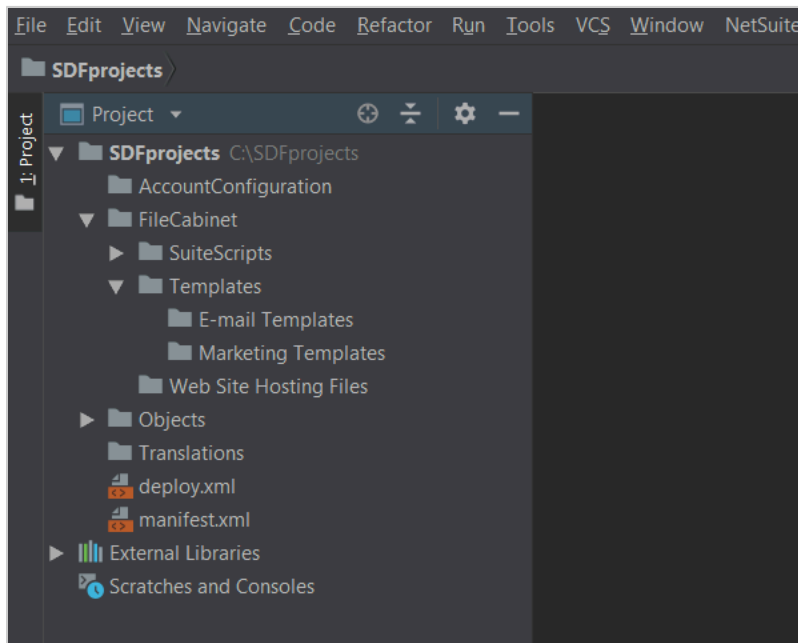 File Edit View Navigate Code Refactor Run Tools VCS Window NetSuite
SDFprojects
1: Project
Project
SDFprojects C:\SDFprojects
AccountConfiguration
FileCabinet
SuiteScripts
Templates
E-mail Templates
Marketing Templates
Web Site Hosting Files
Objects
Translations
deploy.xml
manifest.xml
External Libraries
Scratches and Consoles